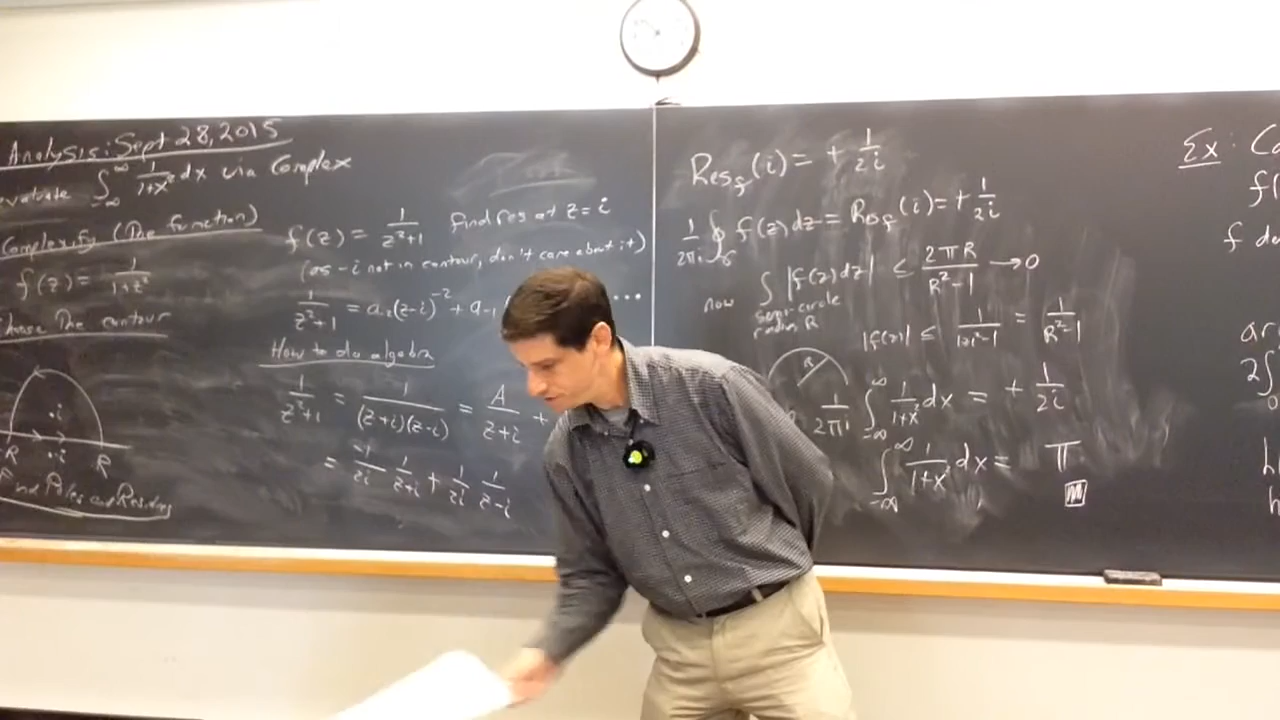 Analysis: Sept 28, 2015
evaluate ∫_{-∞}^{∞} 1/(1+x²) dx via Complex
Complexify (The function)
f(z) = 1/(1+z²)
Choose The contour
i
-i
-R R
Find Poles and Residues
f(z) = 1/(z²+1) find res at z = i
(as -i not in contour, don't care about it)
1/(z²+1) = a₋₂(z-i)⁻² + a₋₁ ...
How to do algebra
1/(z²+1) = 1/((z+i)(z-i)) = A/(z+i) +
= -1/2i 1/(z+i) + 1/2i 1/(z-i)
Res_f(i) = + 1/2i
1/2πi ∮_γ f(z)dz = Res_f(i) = + 1/2i
now ∫ |f(z)dz| ≤ 2πR/(R²-1) → 0
semi-circle
radius R
|f(z)| ≤ 1/(|z|²-1) = 1/(R²-1)
R
1/2πi ∫_{-∞}^{∞} 1/(1+x²) dx = + 1/2i
∫_{-∞}^{∞} 1/(1+x²) dx = π
Ex:
f(
f
2∫₀